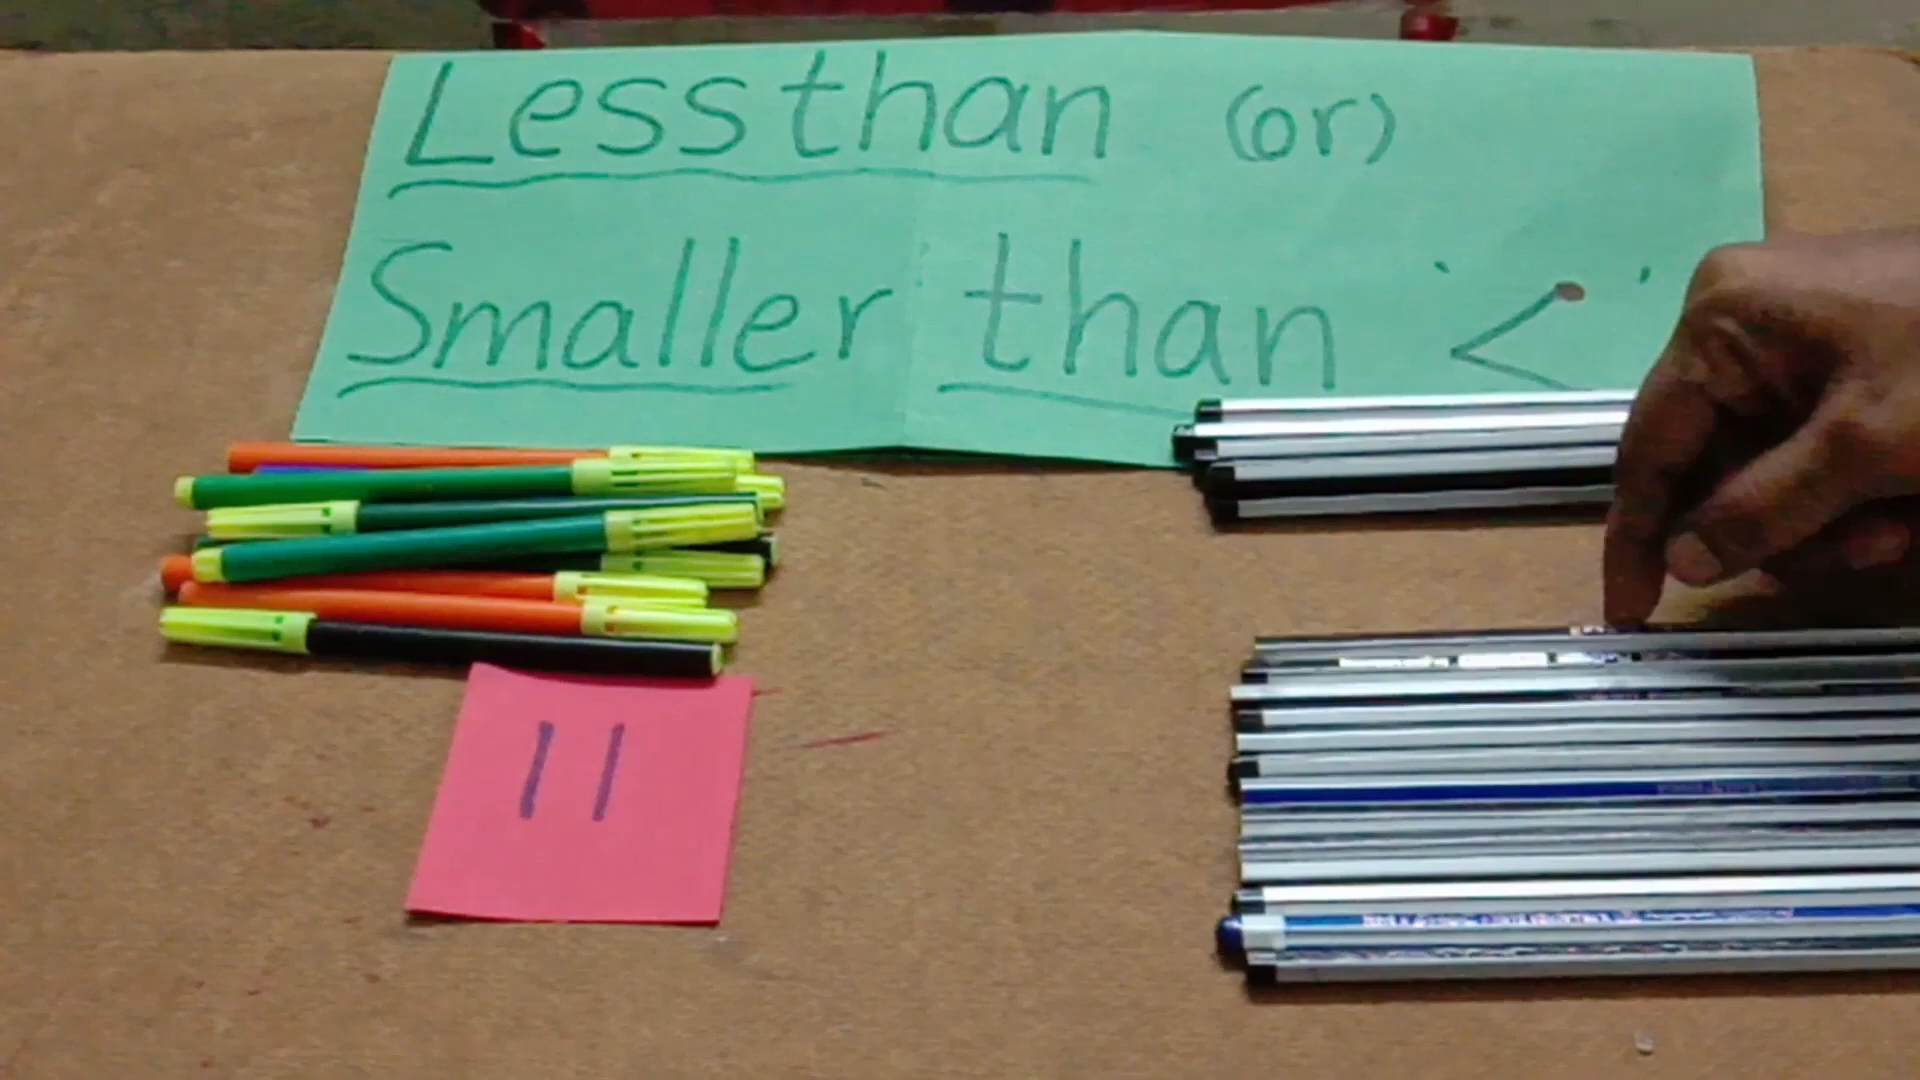 Less than (or)
Smaller than '<'
11